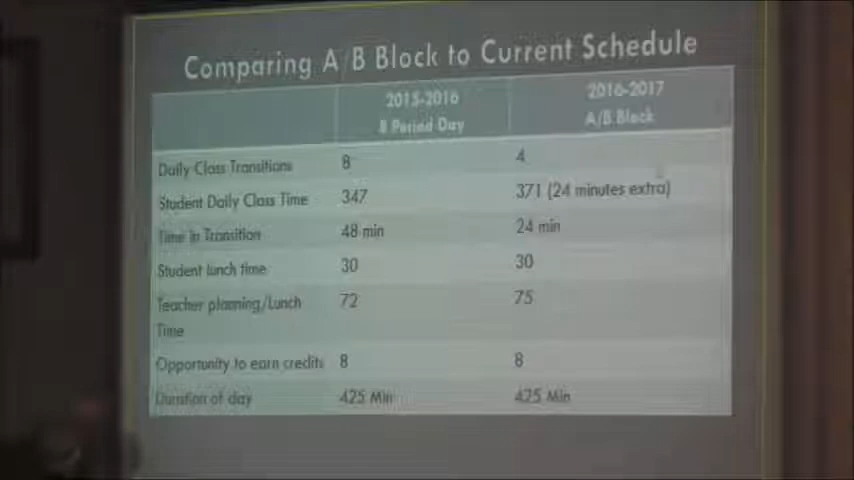 Comparing A/B Block to Current Schedule
2015-2016 2016-2017
8 Period Day A/B Block
Daily Class Transitions 8 4
Student Daily Class Time 347 371 (24 minutes extra)
Time in Transition 48 min 24 min
Student lunch time 30 30
Teacher planning/Lunch 72 75
Time
Opportunity to earn credits 8 8
Duration of day 425 Min 425 Min